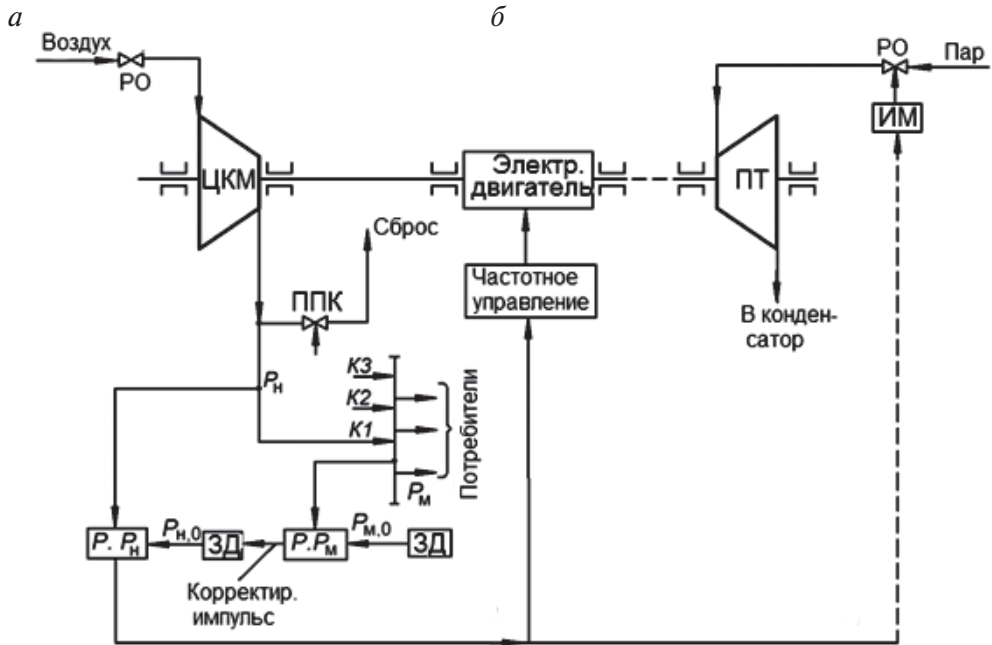 а
б
Воздух
РО
РО
Пар
ИМ
ЦКМ
Электр.
двигатель
ПТ
Сброс
ППК
Частотное
управление
В конден-
сатор
Pн
К3
К2
К1
Потребители
Pм
Р. Pн
Pн,0
ЗД
Р.Pм
Pм,0
ЗД
Корректир.
импульс